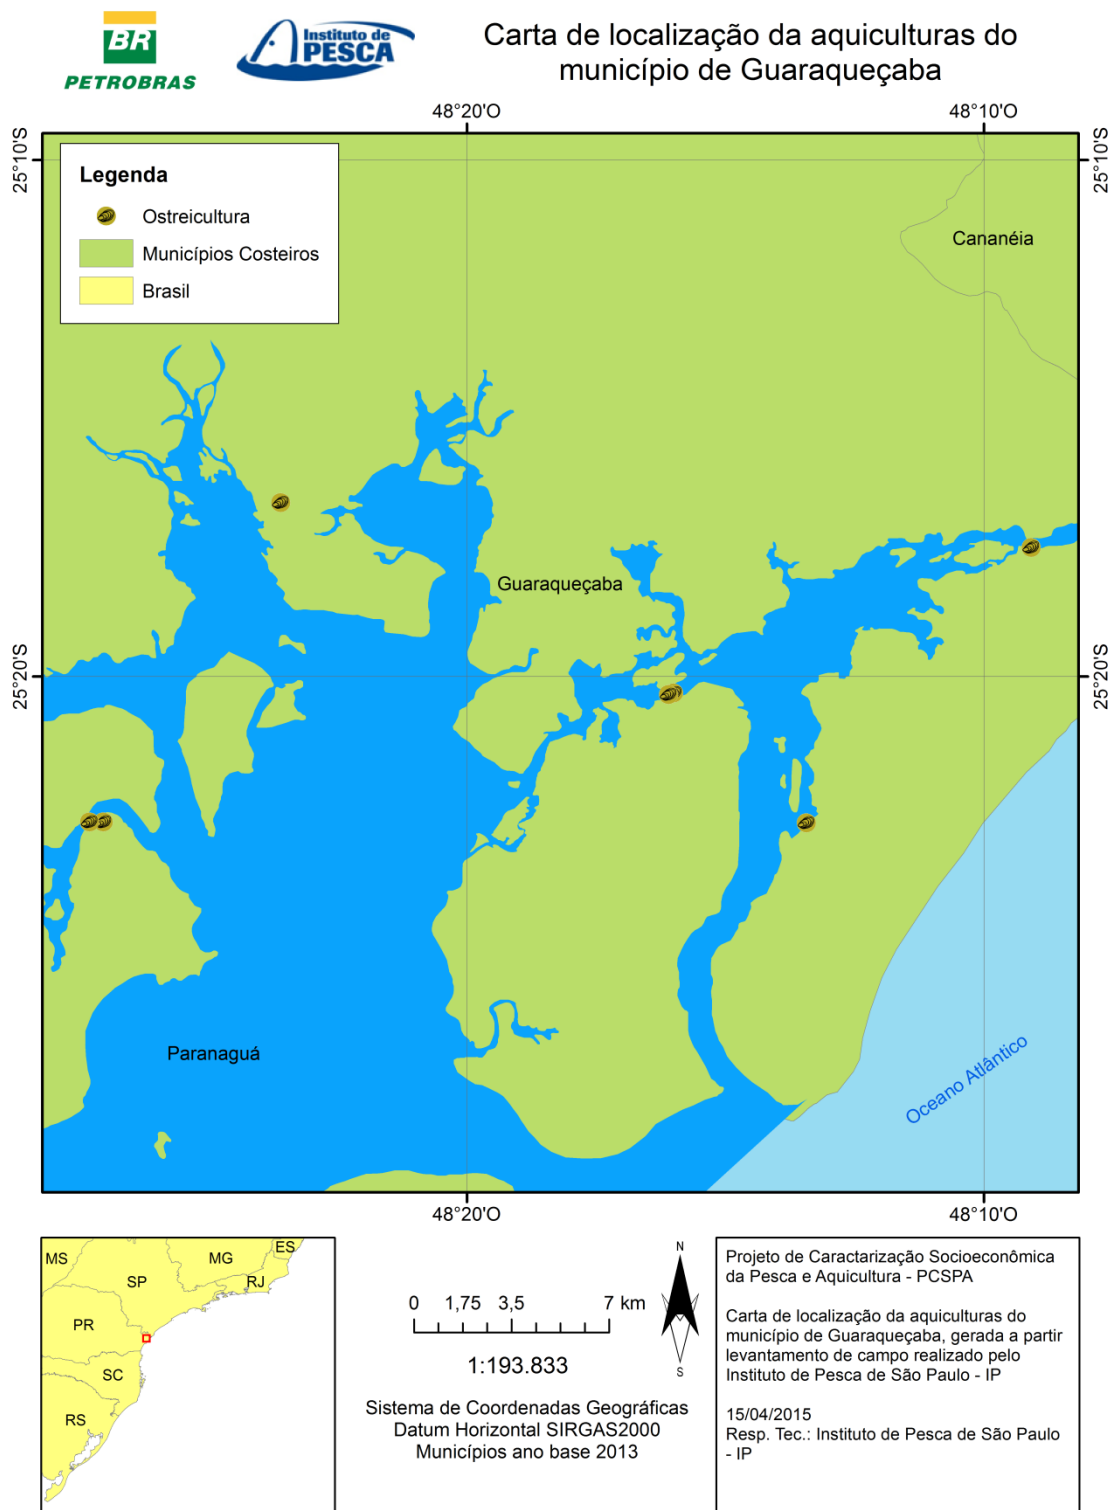 BR
PETROBRAS
Instituto de
PESCA
Carta de localização da aquiculturas do
município de Guaraqueçaba
48°20'O
48°10'O
25°10'S
25°10'S
Legenda
Ostreicultura
Municípios Costeiros
Brasil
Cananéia
Guaraqueçaba
25°20'S
25°20'S
Paranaguá
Oceano Atlântico
48°20'O
48°10'O
MS
MG
ES
SP
RJ
PR
SC
RS
0 1,75 3,5 7 km
1:193.833
Sistema de Coordenadas Geográficas
Datum Horizontal SIRGAS2000
Municípios ano base 2013
N
S
Projeto de Caractarização Socioeconômica
da Pesca e Aquicultura - PCSPA
Carta de localização da aquiculturas do
município de Guaraqueçaba, gerada a partir
levantamento de campo realizado pelo
Instituto de Pesca de São Paulo - IP
15/04/2015
Resp. Tec.: Instituto de Pesca de São Paulo
- IP